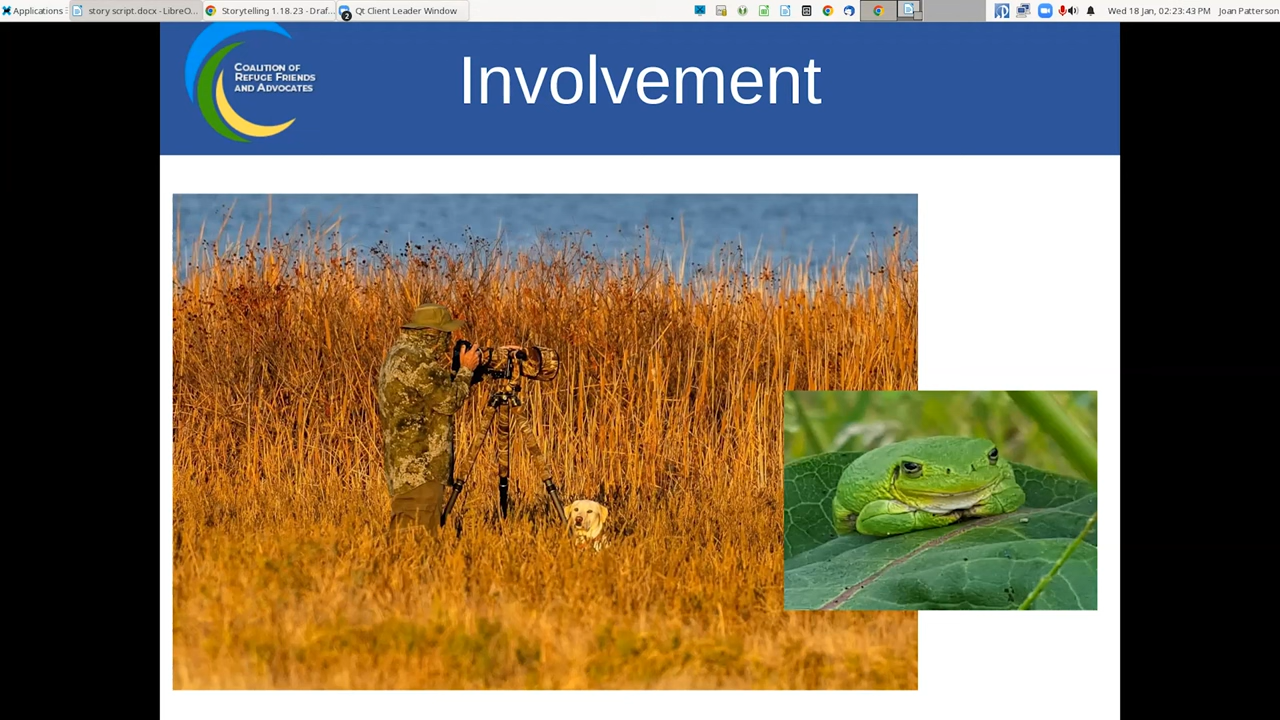 Applications
story script.docx - LibreO...
Storytelling 1.18.23 - Draf...
Qt Client Leader Window
2
Wed 18 Jan, 02:23:43 PM
Joan Patterson
COALITION OF
REFUGE FRIENDS
AND ADVOCATES
Involvement